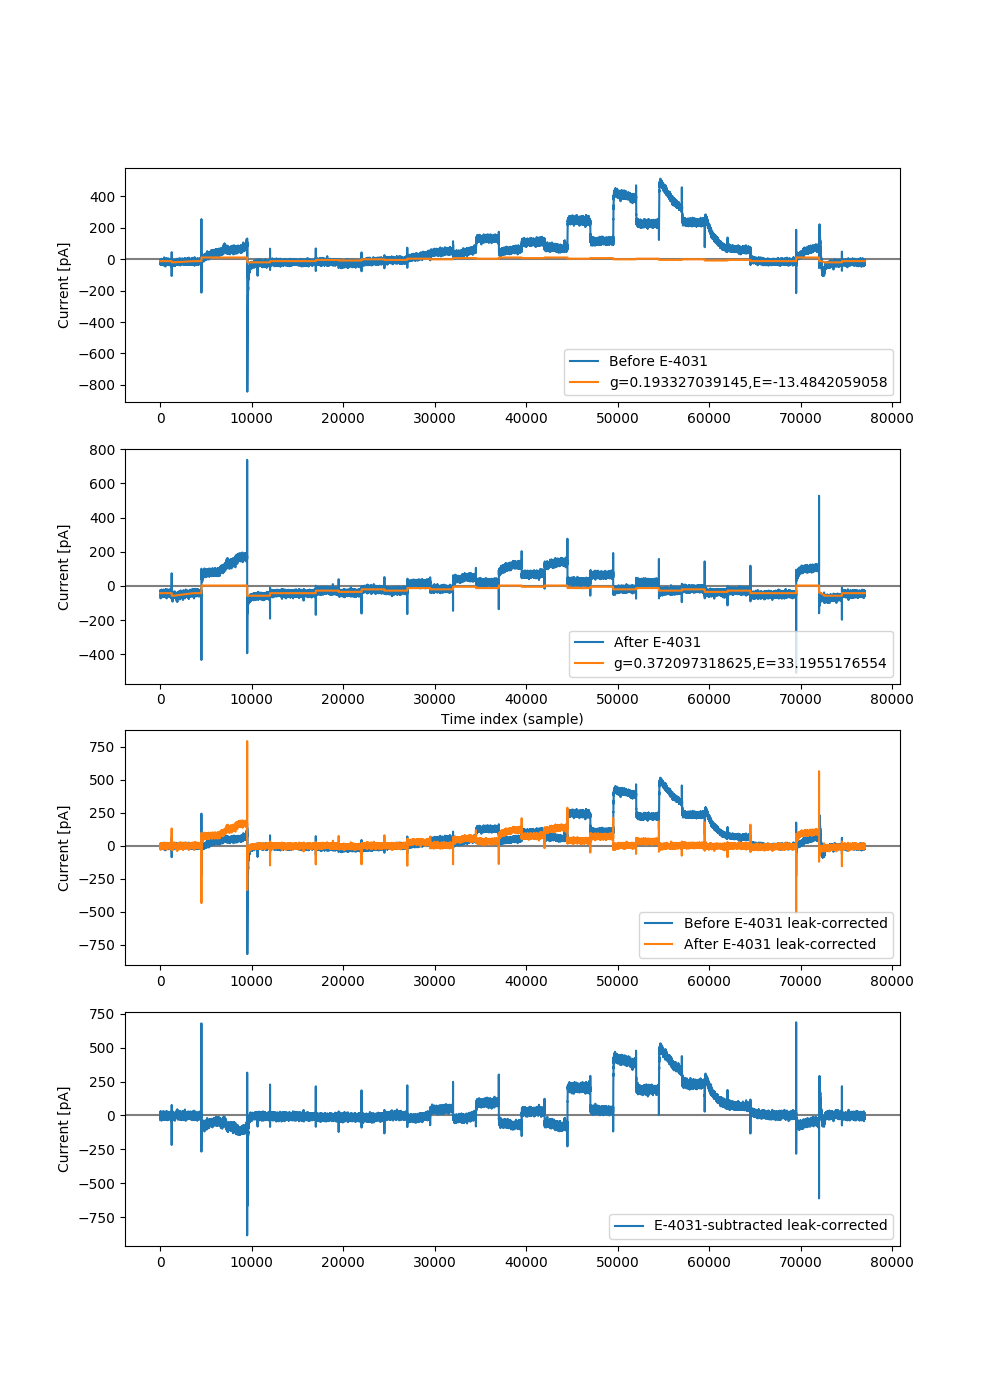 400
200
0
−200
−400
−600
−800
Current [pA]
Before E-4031
g=0.193327039145,E=-13.4842059058
0 10000 20000 30000 40000 50000 60000 70000 80000
800
600
400
200
0
−200
−400
Current [pA]
After E-4031
g=0.372097318625,E=33.1955176554
0 10000 20000 30000 40000 50000 60000 70000 80000
Time index (sample)
750
500
250
0
−250
−500
−750
Current [pA]
Before E-4031 leak-corrected
After E-4031 leak-corrected
0 10000 20000 30000 40000 50000 60000 70000 80000
750
500
250
0
−250
−500
−750
Current [pA]
E-4031-subtracted leak-corrected
0 10000 20000 30000 40000 50000 60000 70000 80000